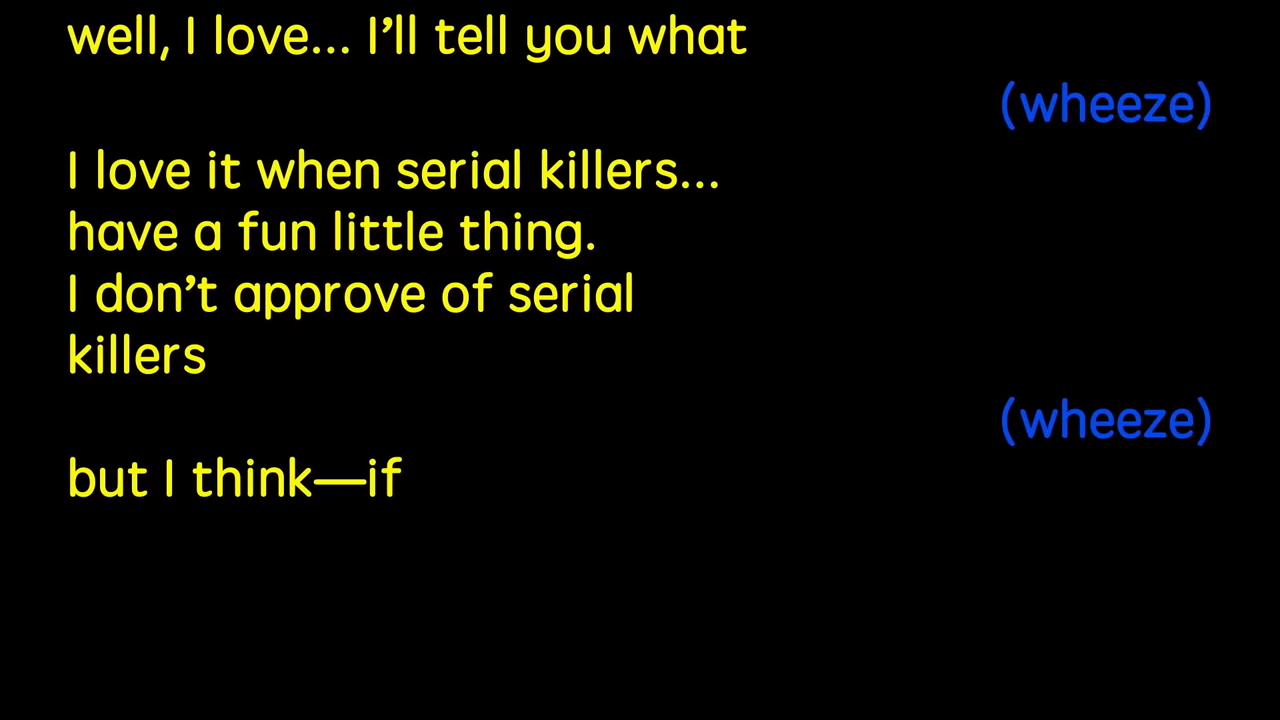 well, I love... I’ll tell you what
(wheeze)
I love it when serial killers...
have a fun little thing.
I don’t approve of serial
killers
(wheeze)
but I think—if